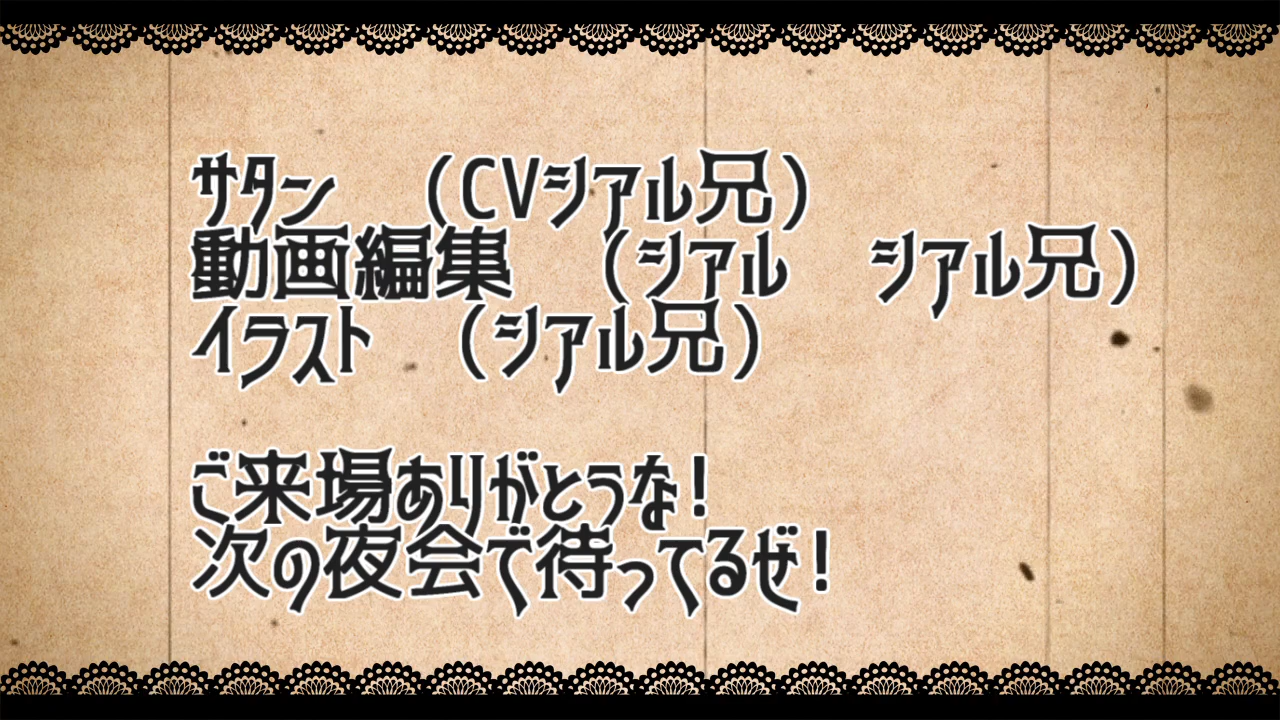 サタン　（CVシアル兄）
動画編集　（シアル　シアル兄）
イラスト　（シアル兄）
ご来場ありがとうな！
次の夜会で待ってるぜ！